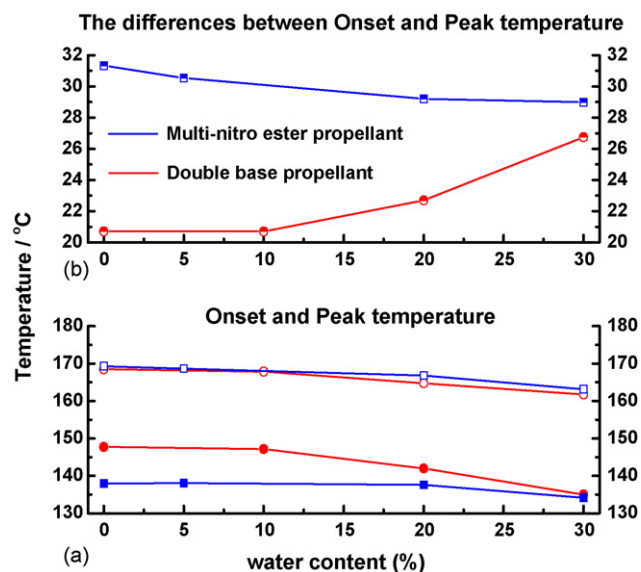 The differences between Onset and Peak temperature
32 32
30 30
28 28
26 26
24 24
22 22
20 20
Multi-nitro ester propellant
Double base propellant
0 5 10 15 20 25 30
(b)
Temperature / °C
Onset and Peak temperature
180 180
170 170
160 160
150 150
140 140
130 130
0 5 10 15 20 25 30
(a)
water content (%)